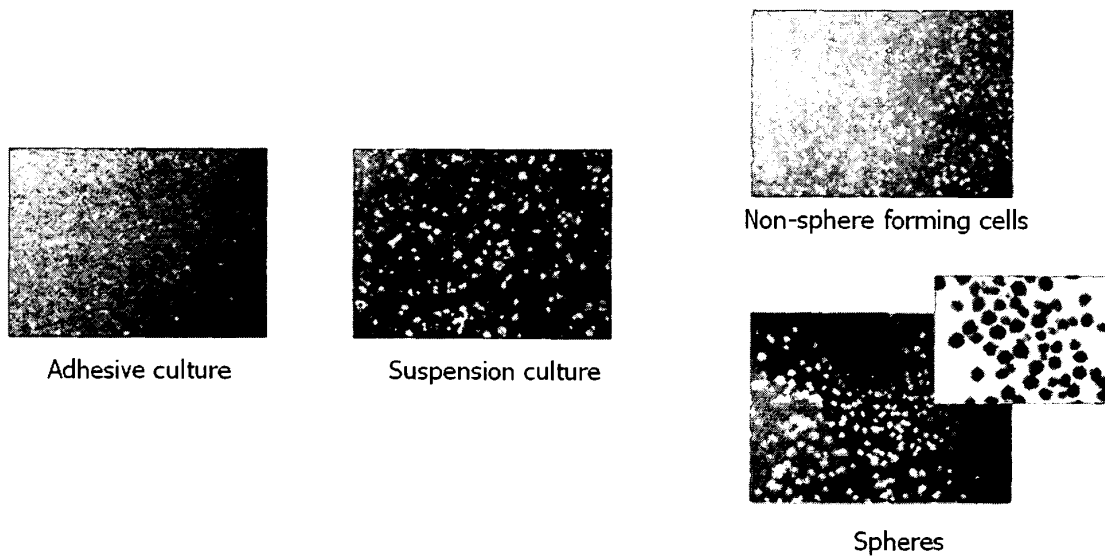 Non-sphere forming cells
Adhesive culture
Suspension culture
Spheres